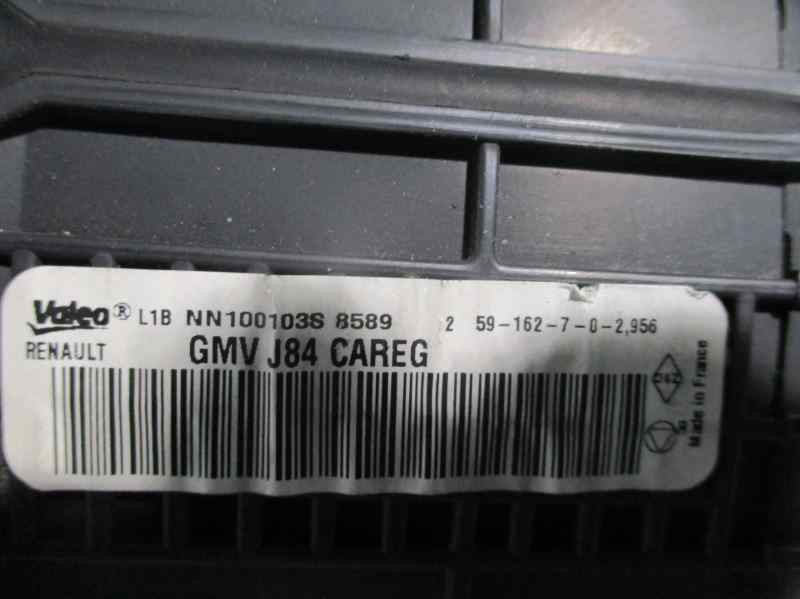 Valeo® L1B NN100103S 8589 2 59-162-7-0-2,956
RENAULT GMV J84 CAREG
Made in France